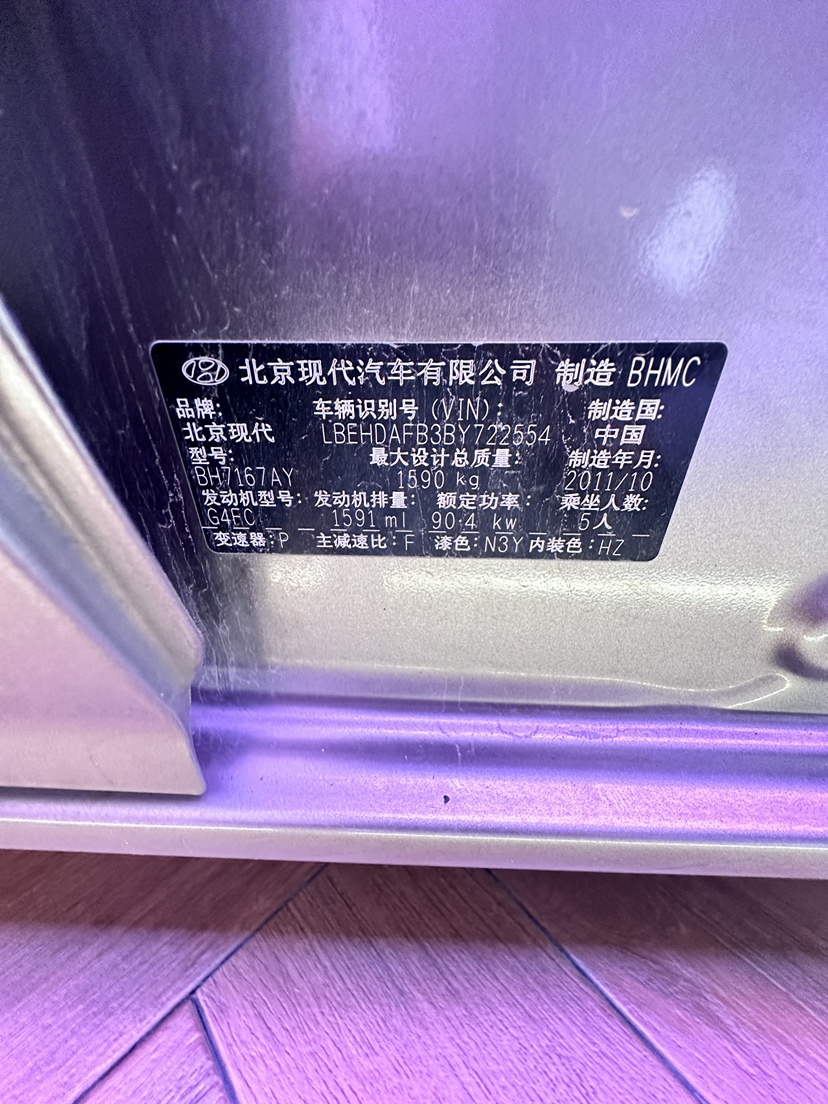 北京现代汽车有限公司 制造 BHMC
品牌: 车辆识别号 (VIN): 制造国:
北京现代 LBEHDAFB3BY722554 中国
型号: 最大设计总质量: 制造年月:
BH7167AY 1590 kg 2011/10
发动机型号: 发动机排量: 额定功率: 乘坐人数:
G4FC 1591 ml 90.4 kw 5人
变速器:P 主减速比:F 漆色:N3Y 内装色:HZ